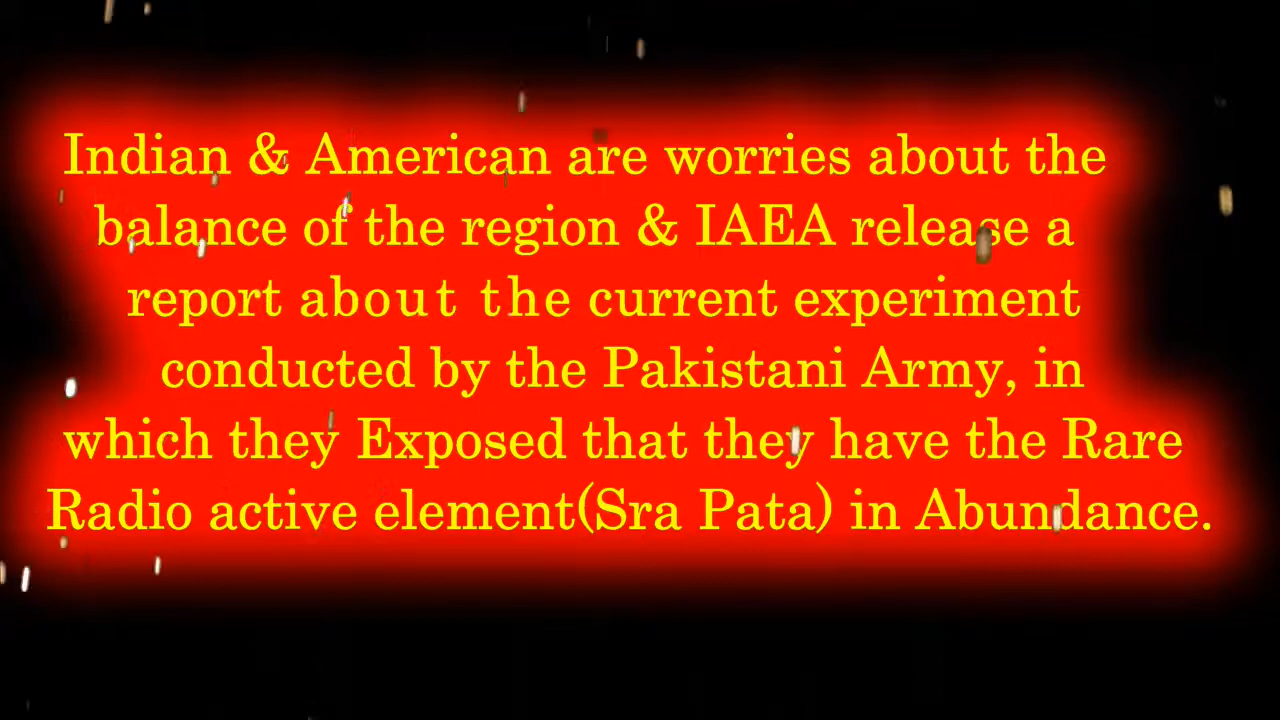 Indian & American are worries about the
balance of the region & IAEA release a
report about the current experiment
conducted by the Pakistani Army, in
which they Exposed that they have the Rare
Radio active element(Sra Pata) in Abundance.